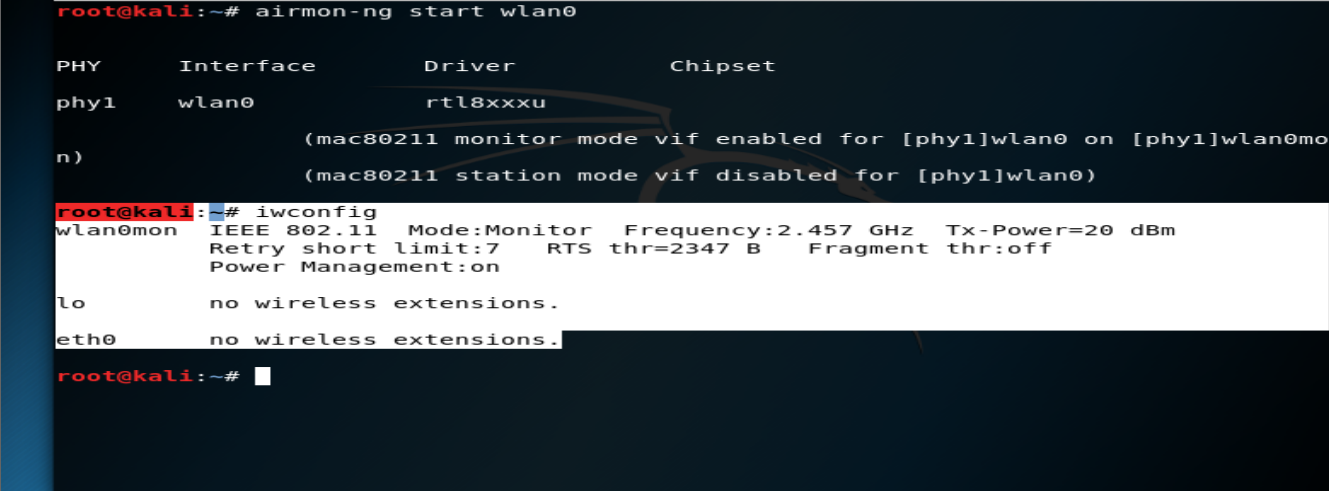 root@kali:~# airmon-ng start wlan0
PHY Interface Driver Chipset
phy1 wlan0 rtl8xxxu
(mac80211 monitor mode vif enabled for [phy1]wlan0 on [phy1]wlan0mo
n)
(mac80211 station mode vif disabled for [phy1]wlan0)
root@kali:~# iwconfig
wlan0mon IEEE 802.11 Mode:Monitor Frequency:2.457 GHz Tx-Power=20 dBm
Retry short limit:7 RTS thr=2347 B Fragment thr:off
Power Management:on
lo no wireless extensions.
eth0 no wireless extensions.
root@kali:~#